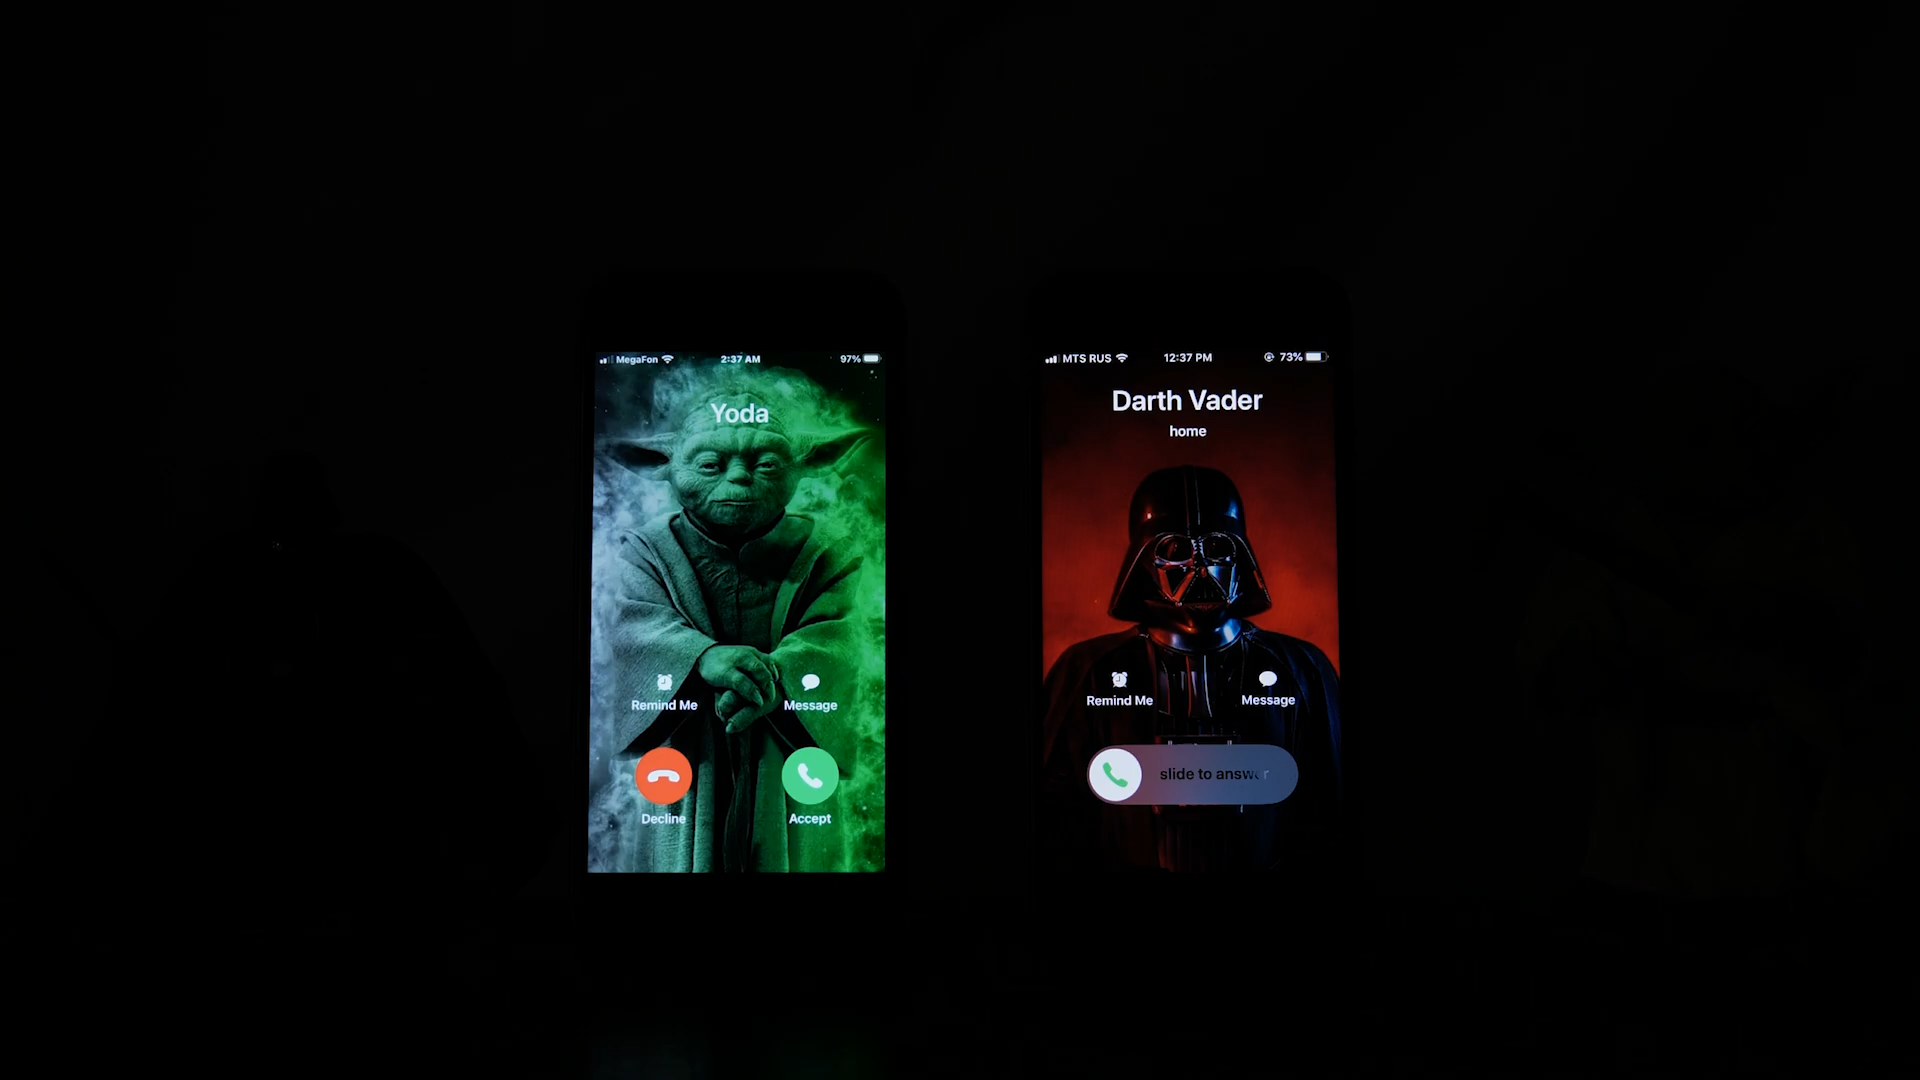 MegaFon 2:37 AM 97%
Yoda
Remind Me Message
Decline Accept
MTS RUS 12:37 PM 73%
Darth Vader
home
Remind Me Message
slide to answer